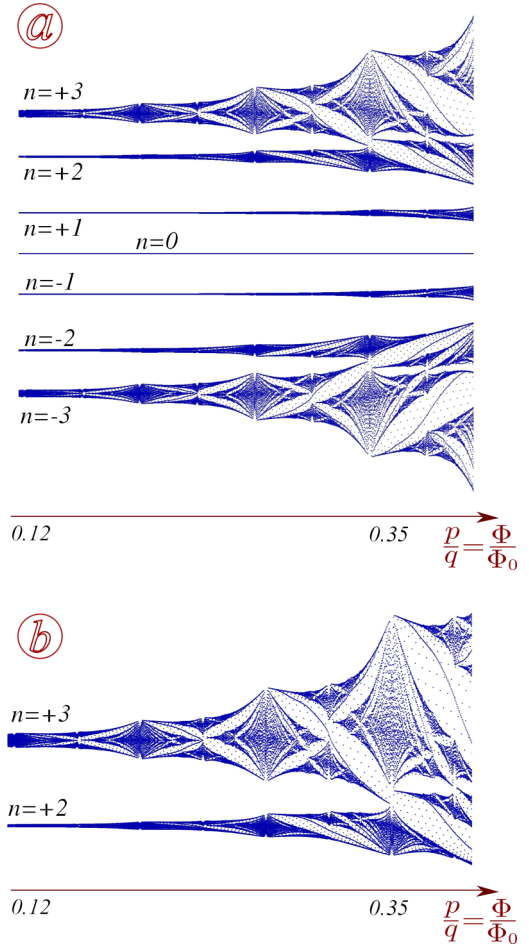 a
n=+3
n=+2
n=+1
n=0
n=-1
n=-2
n=-3
0.12 0.35 p/q = Φ/Φ₀
b
n=+3
n=+2
0.12 0.35 p/q = Φ/Φ₀